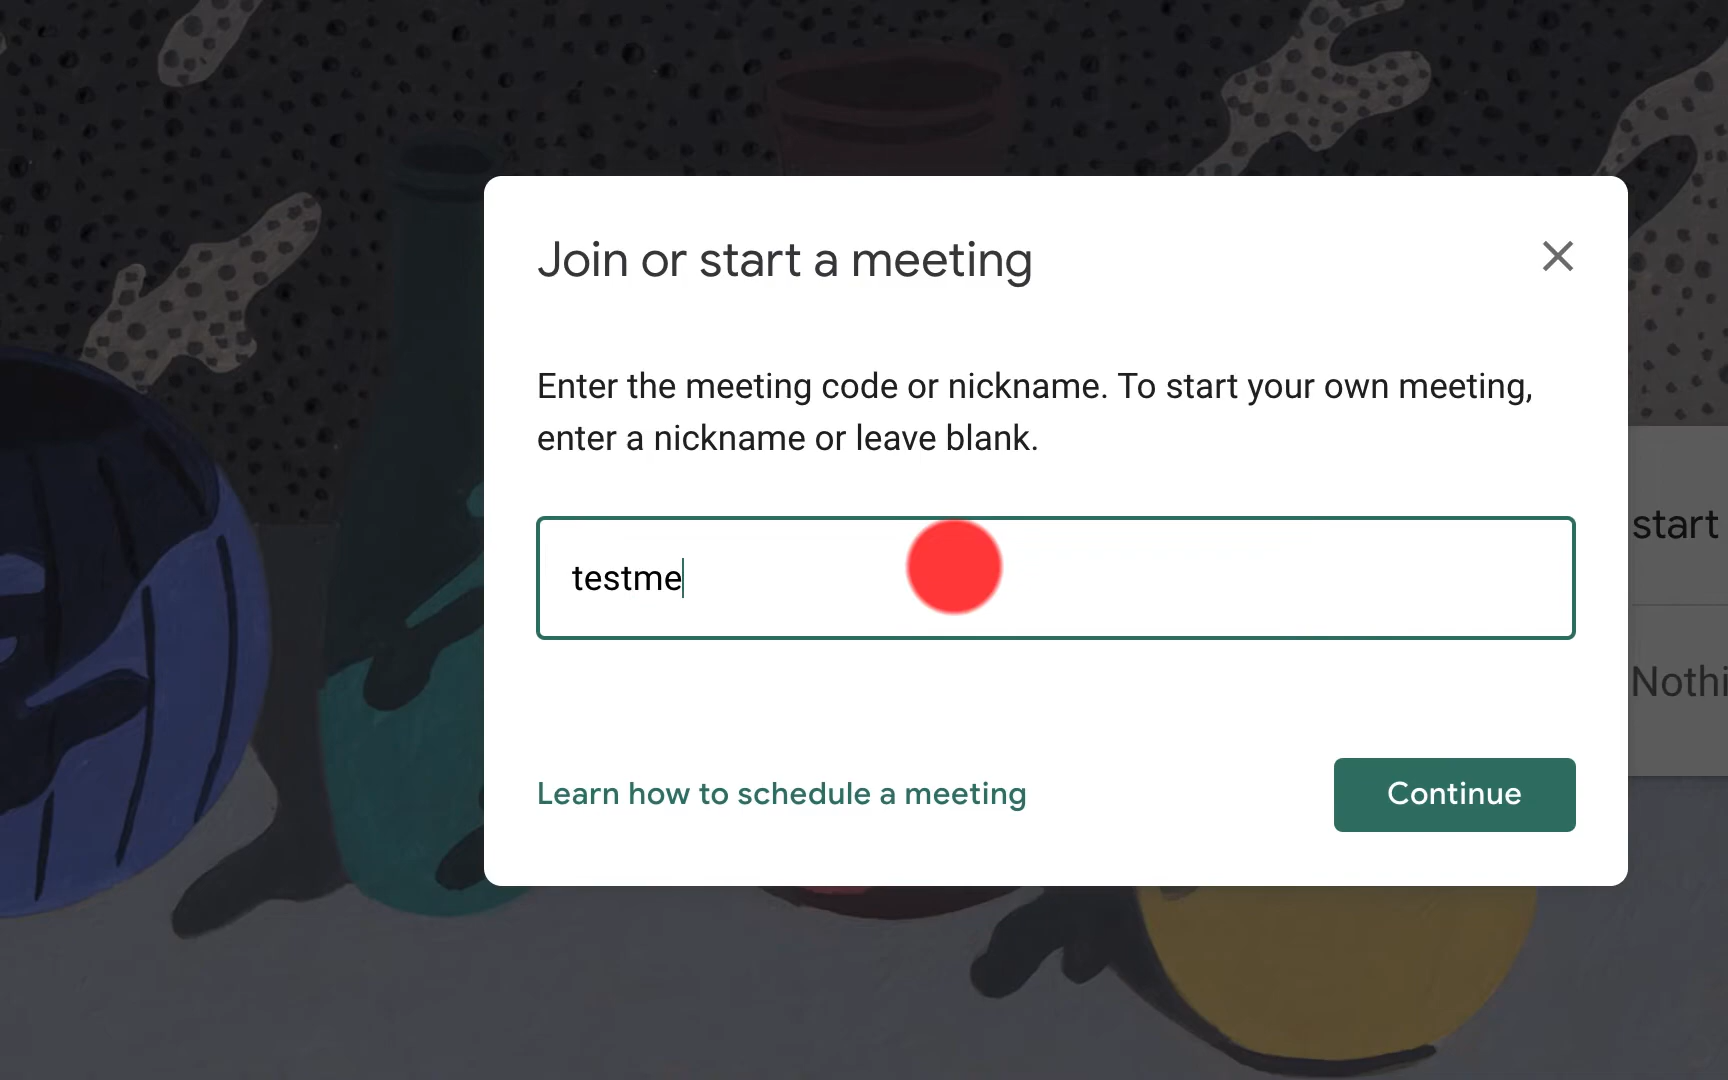 Join or start a meeting
Enter the meeting code or nickname. To start your own meeting,
enter a nickname or leave blank.
start
testme
Nothi
Learn how to schedule a meeting
Continue